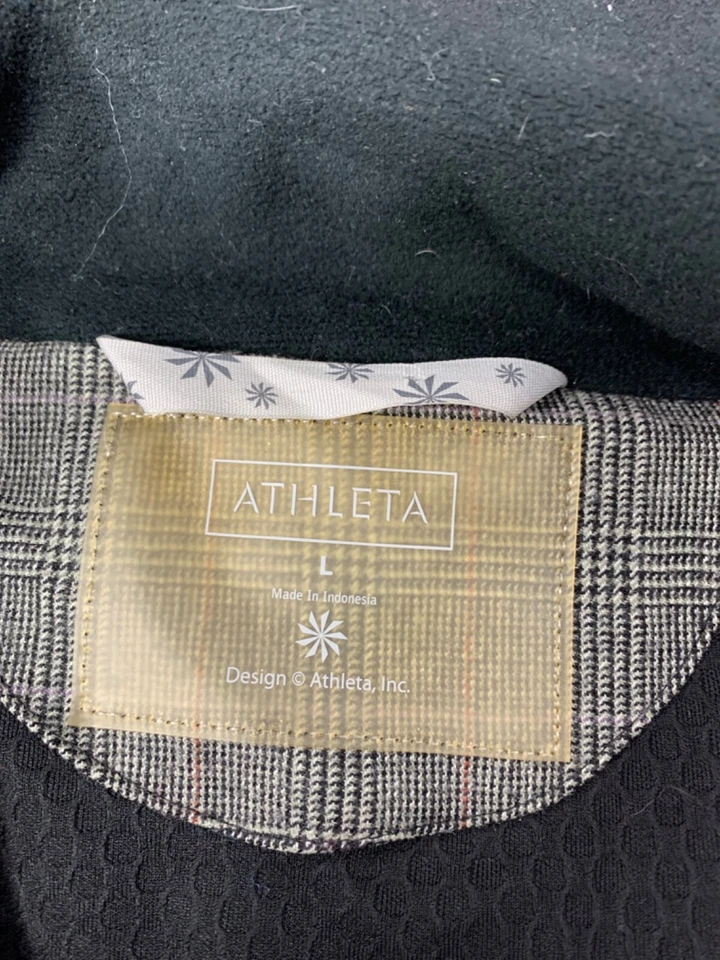 ATHLETA
L
Made In Indonesia
Design © Athleta, Inc.